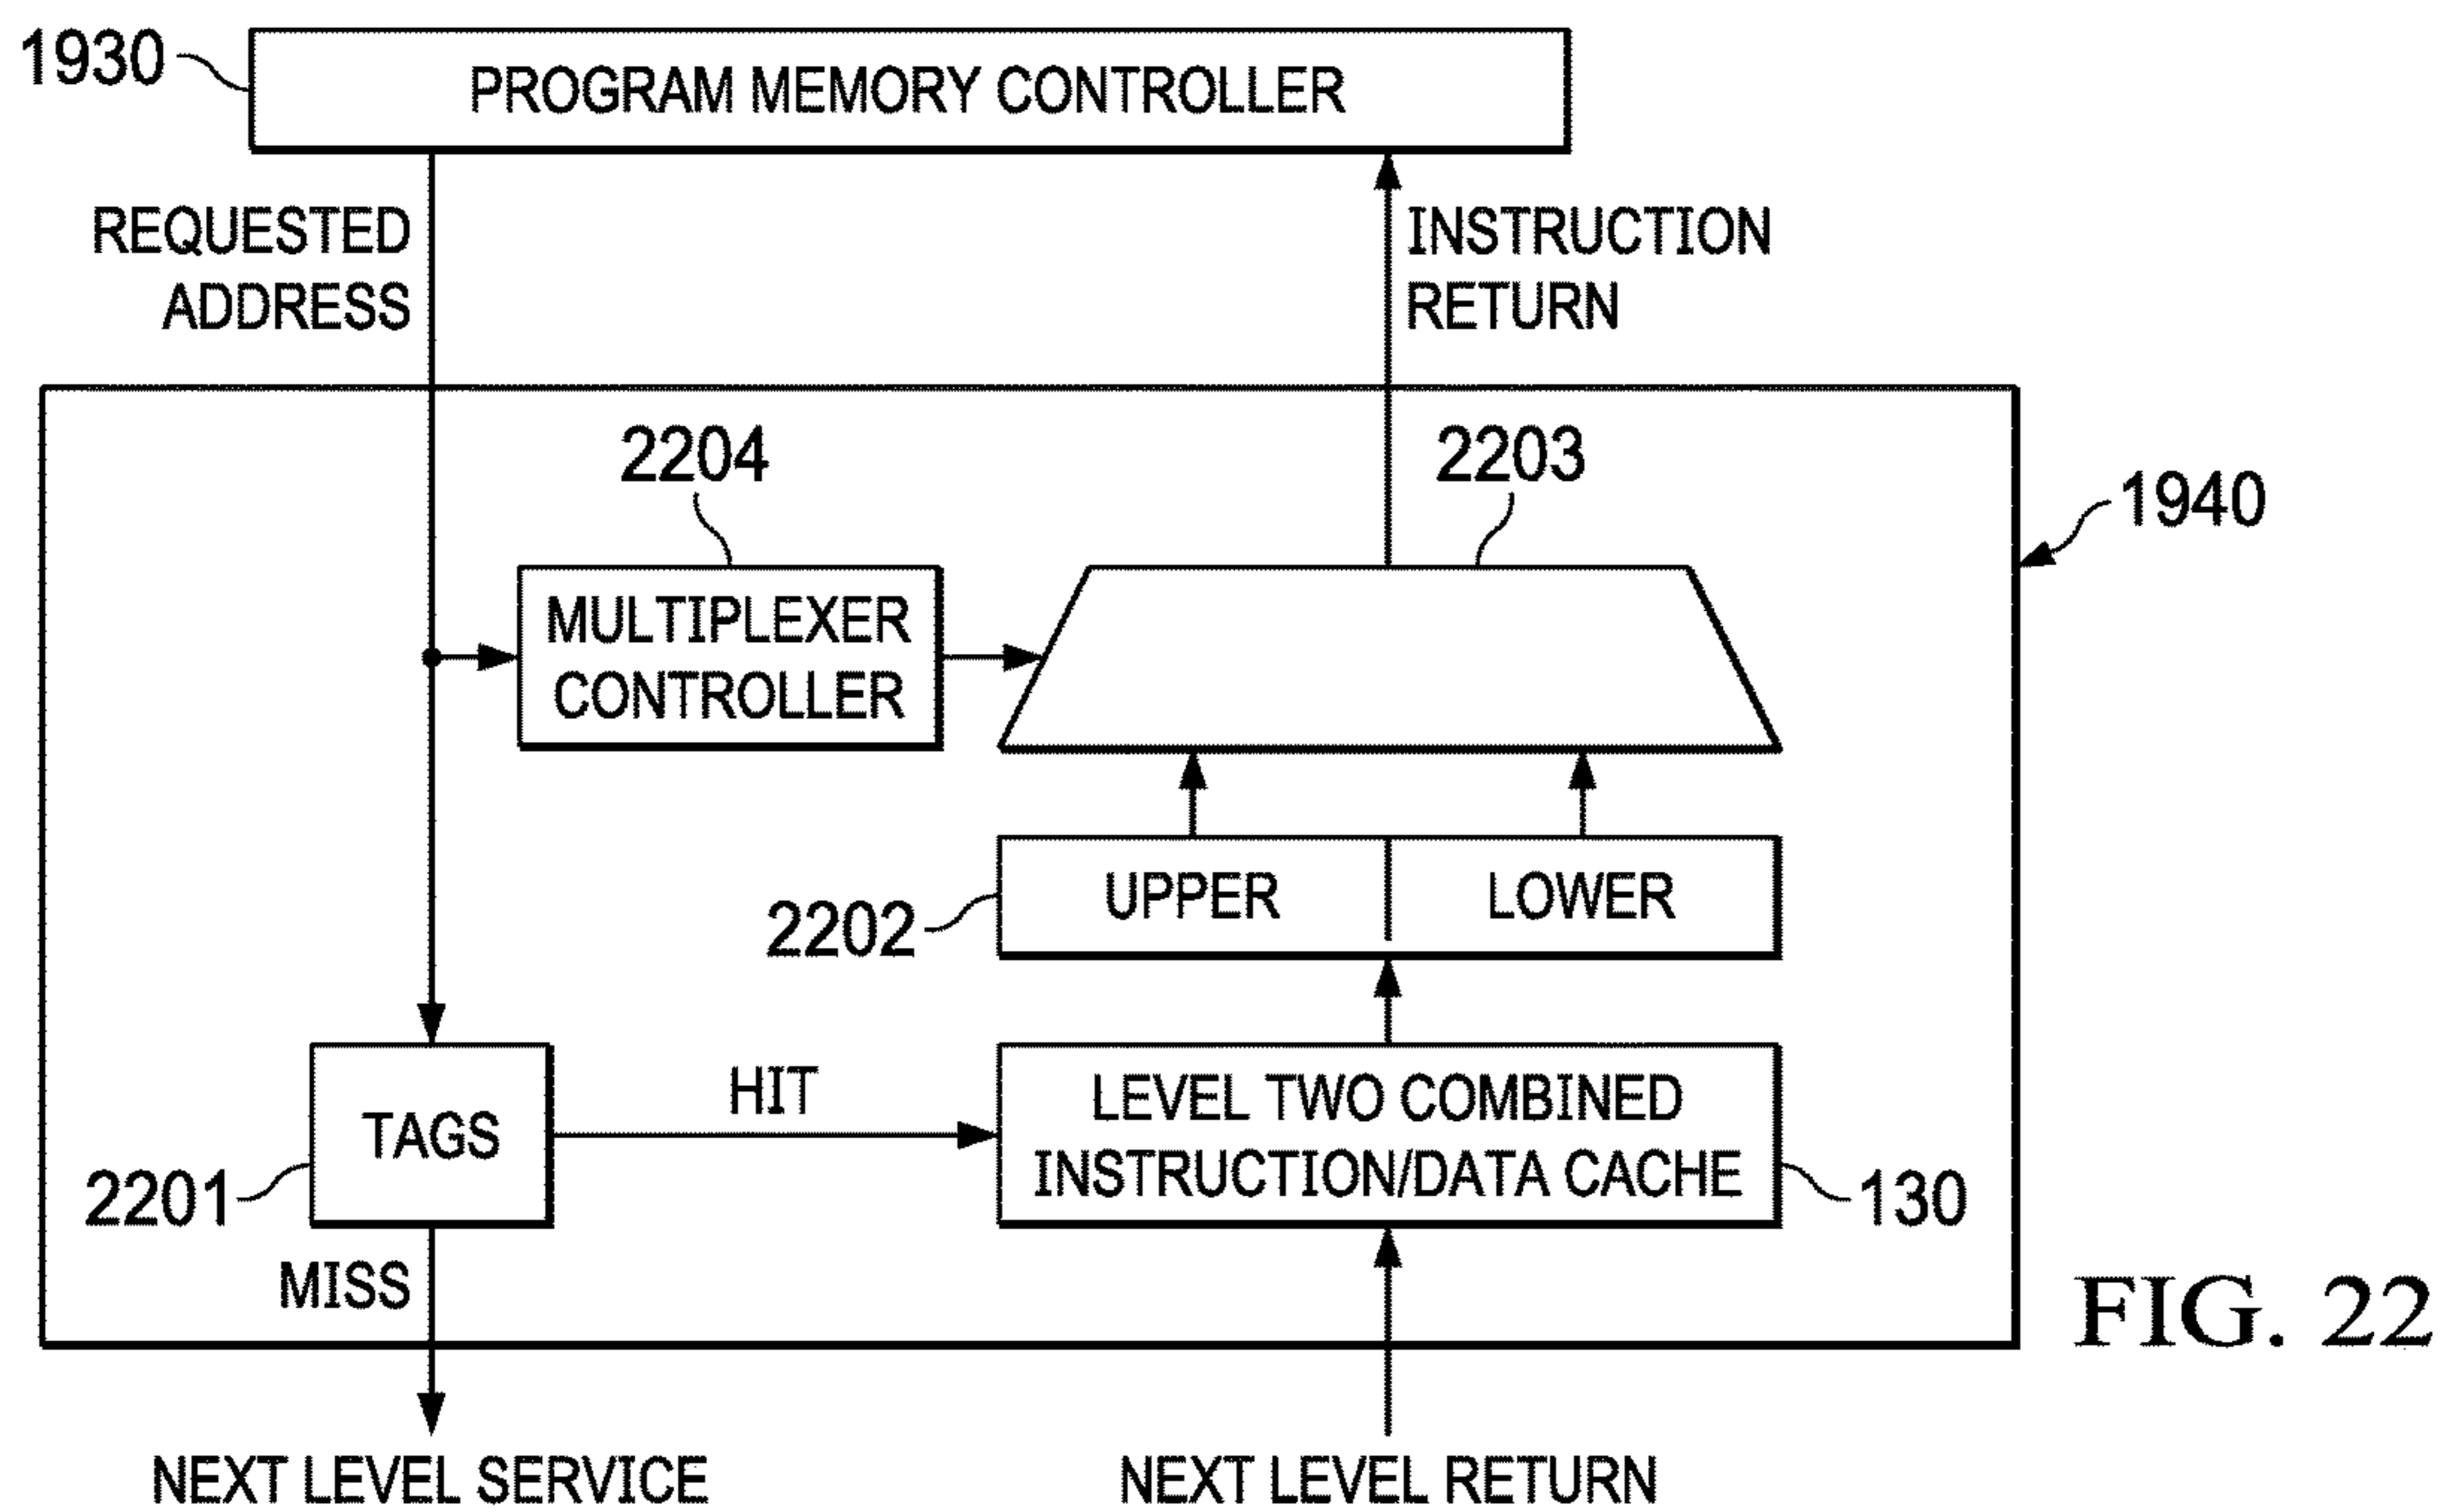 1930
PROGRAM MEMORY CONTROLLER
REQUESTED
ADDRESS
INSTRUCTION
RETURN
2204
2203
1940
MULTIPLEXER
CONTROLLER
UPPER
LOWER
2202
TAGS
HIT
LEVEL TWO COMBINED
INSTRUCTION/DATA CACHE
2201
130
MISS
FIG. 22
NEXT LEVEL SERVICE
NEXT LEVEL RETURN